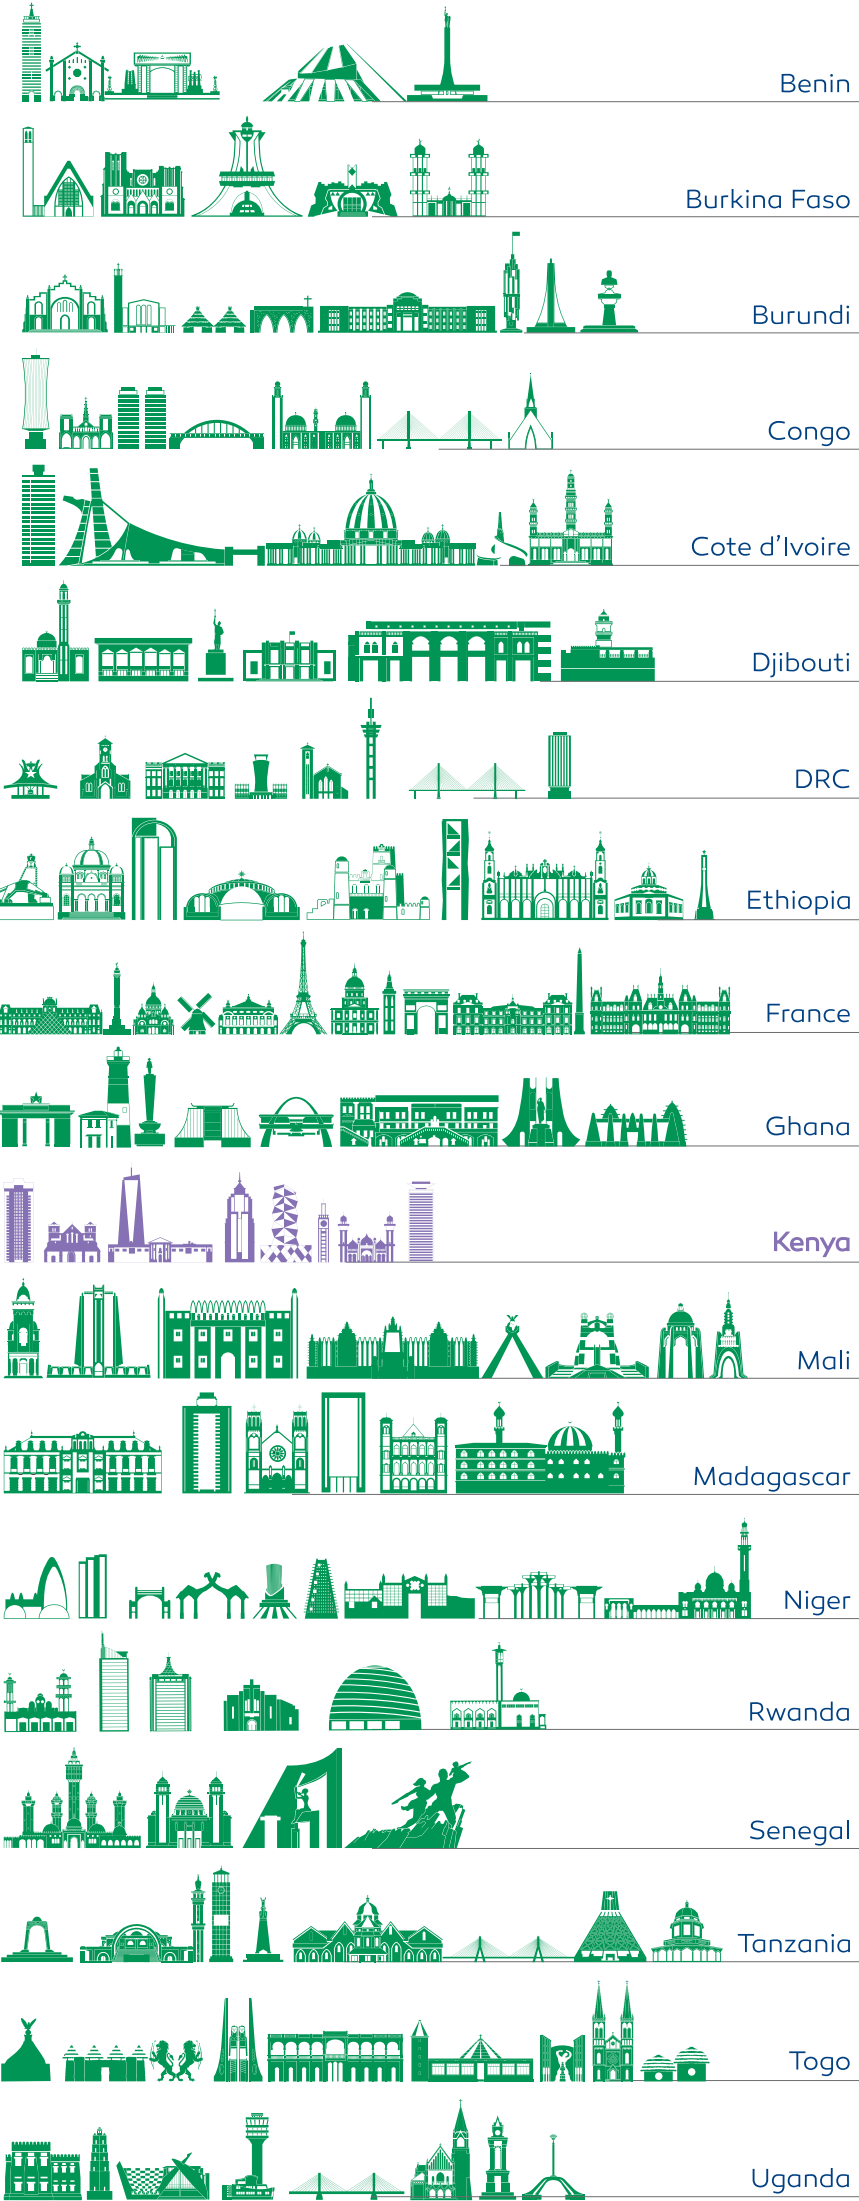 Benin
Burkina Faso
Burundi
Congo
Cote d'Ivoire
Djibouti
DRC
Ethiopia
France
Ghana
Kenya
Mali
Madagascar
Niger
Rwanda
Senegal
Tanzania
Togo
Uganda